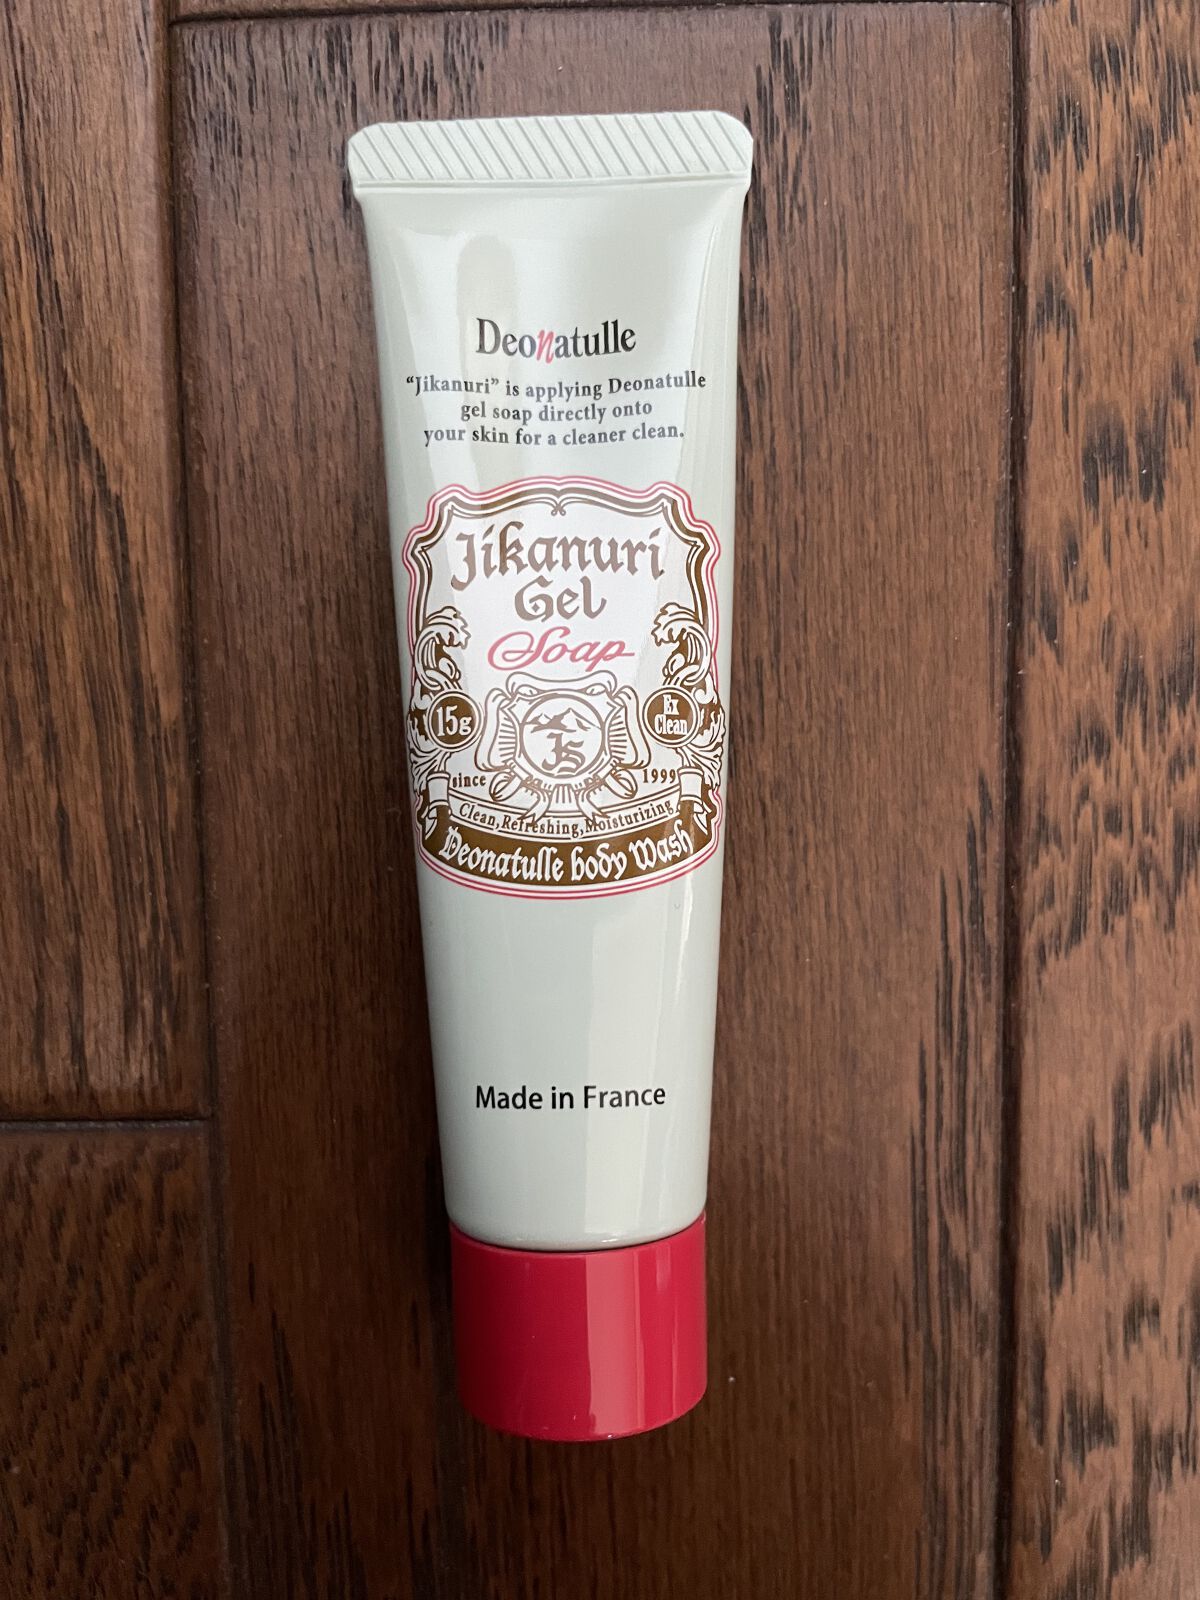 Deonatulle
“Jikanuri” is applying Deonatulle
gel soap directly onto
your skin for a cleaner clean.
Jikanuri
Gel
Soap
15g
Ex
Clean
JS
since 1999
Clean, Refreshing, Moisturizing
Deonatulle body Wash
Made in France